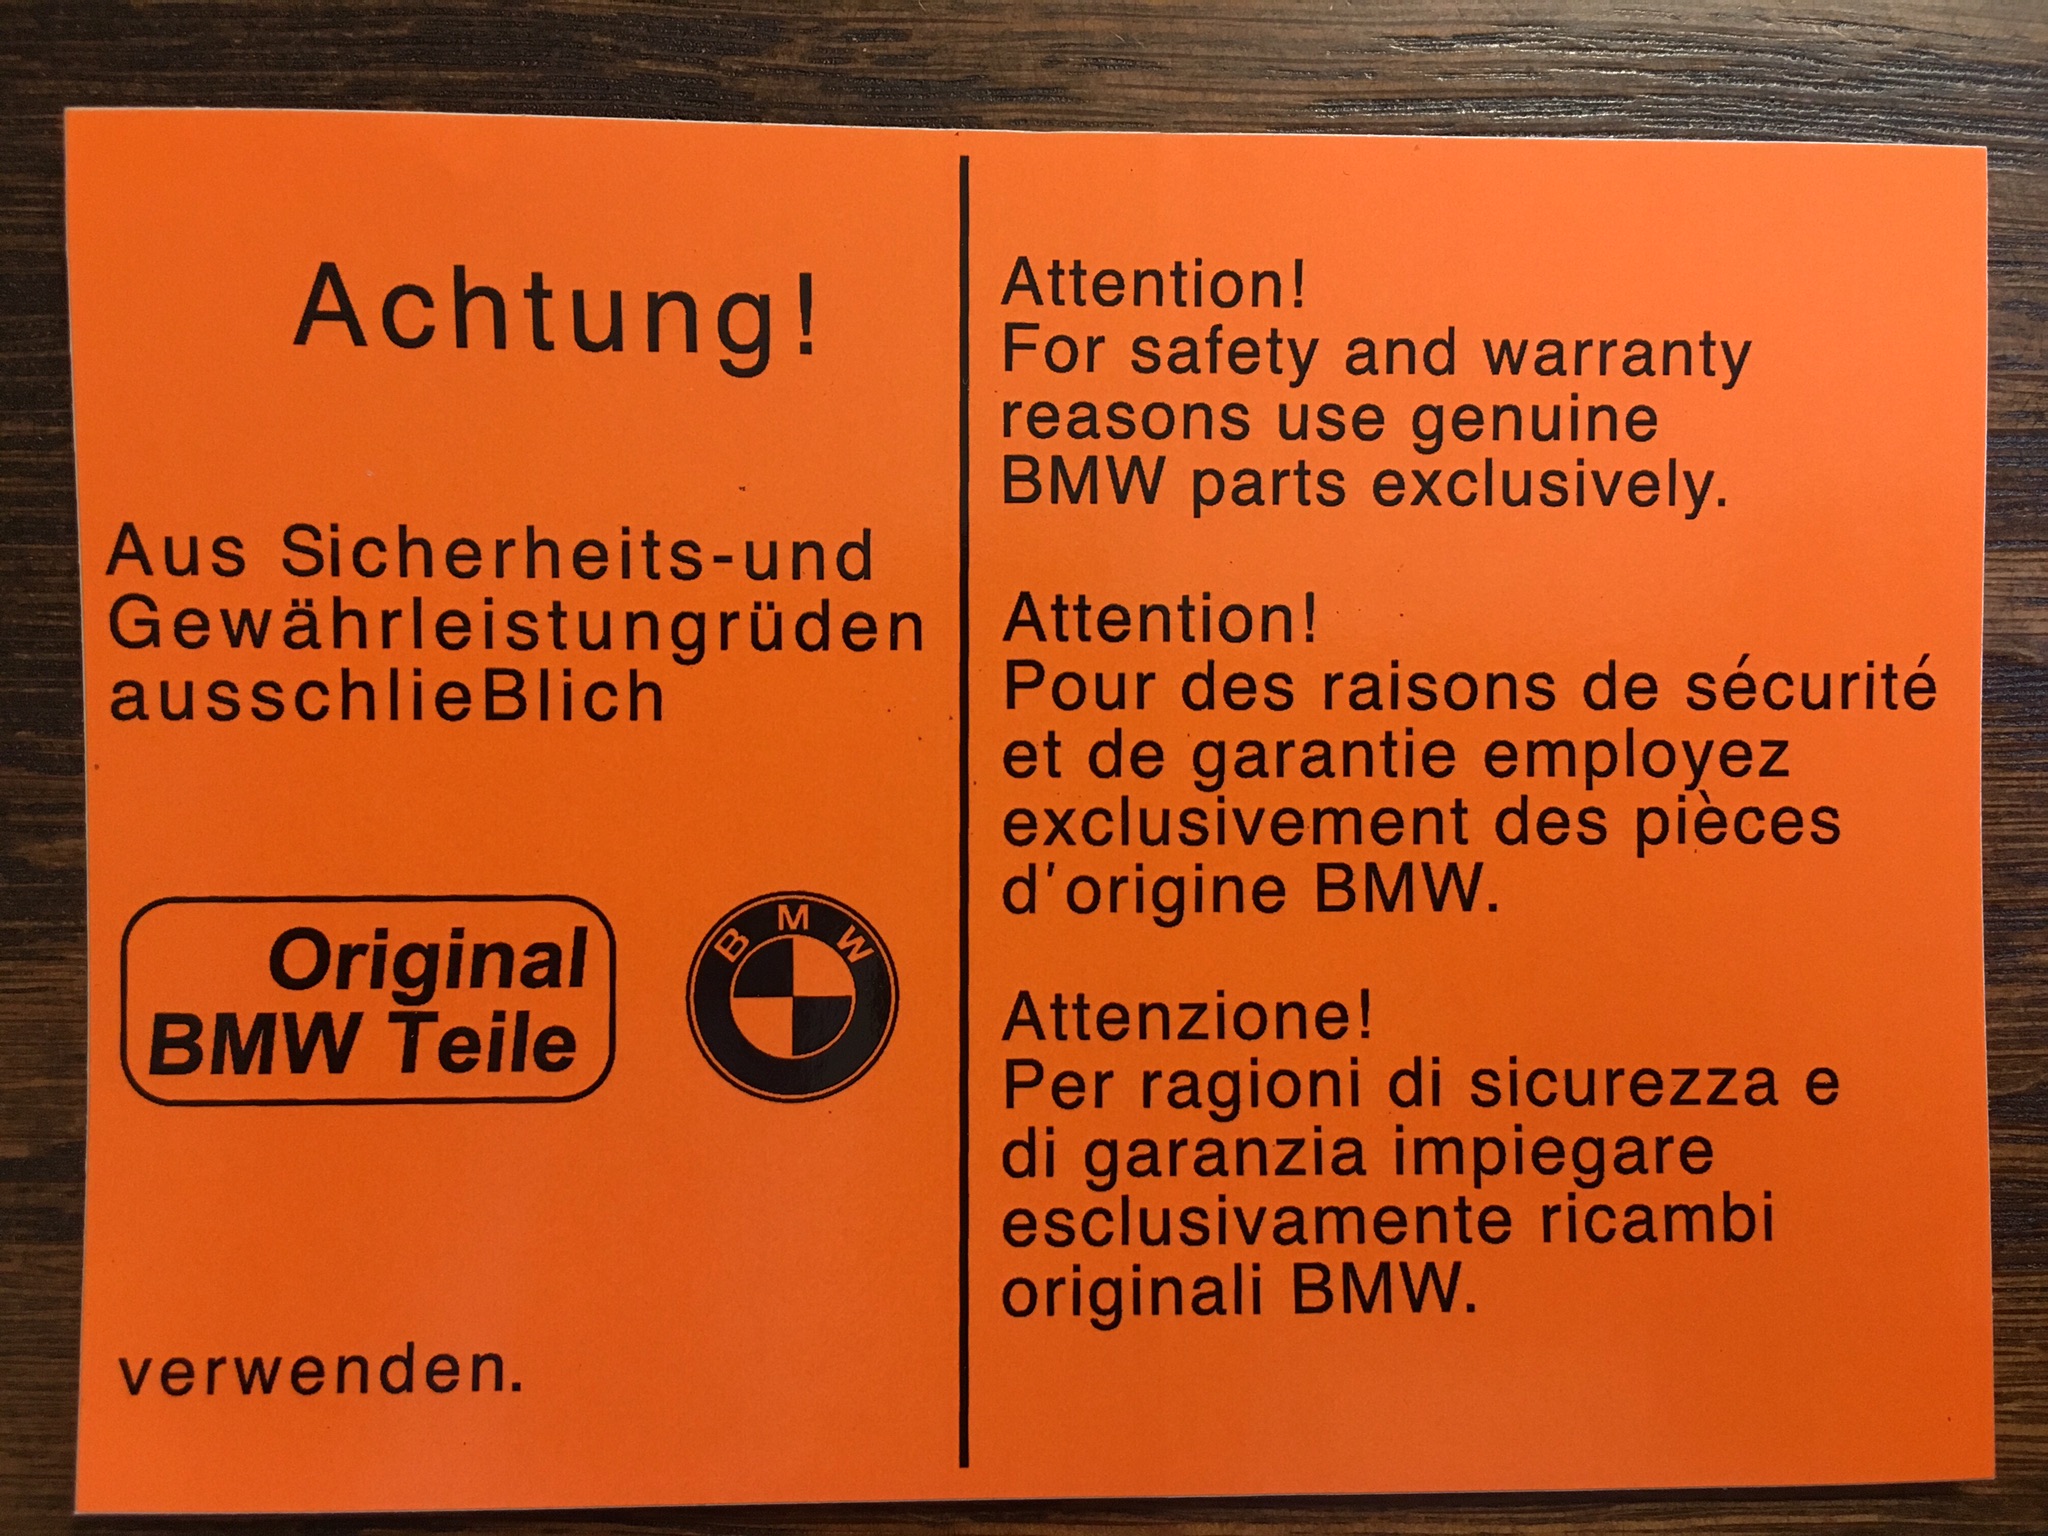 Achtung!
Aus Sicherheits-und
Gewährleistungrüden
ausschlieBlich
Original
BMW Teile
BMW
verwenden.
Attention!
For safety and warranty
reasons use genuine
BMW parts exclusively.
Attention!
Pour des raisons de sécurité
et de garantie employez
exclusivement des pièces
d'origine BMW.
Attenzione!
Per ragioni di sicurezza e
di garanzia impiegare
esclusivamente ricambi
originali BMW.